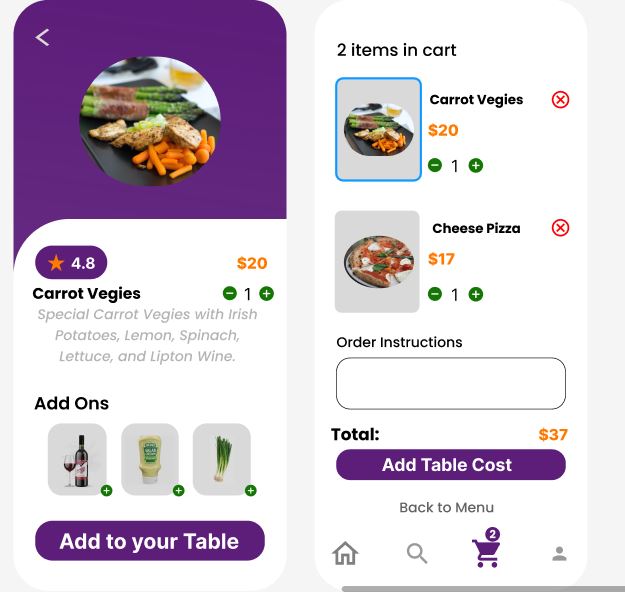 4.8
$20
Carrot Vegies
1
Special Carrot Vegies with Irish
Potatoes, Lemon, Spinach,
Lettuce, and Lipton Wine.
Add Ons
Add to your Table
2 items in cart
Carrot Vegies
$20
1
Cheese Pizza
$17
1
Order Instructions
Total:
$37
Add Table Cost
Back to Menu
2